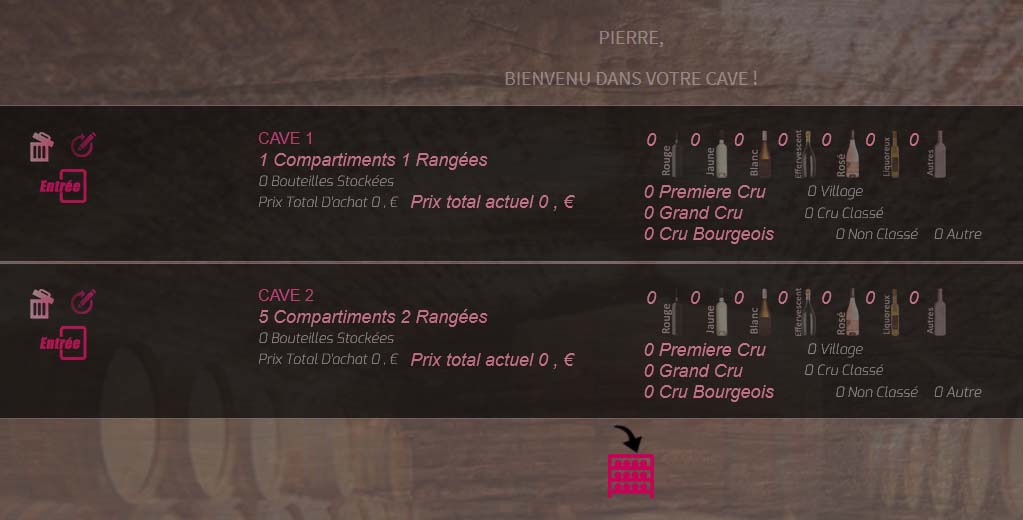 PIERRE,
BIENVENU DANS VOTRE CAVE !
CAVE 1
1 Compartiments 1 Rangées
0 Bouteilles Stockées
Prix Total D'achat 0 , € Prix total actuel 0 , €
Entrée
0 Rouge 0 Jaune 0 Blanc 0 Effervescent 0 Rosé 0 Liquoreux 0 Autres
0 Premiere Cru 0 Village
0 Grand Cru 0 Cru Classé
0 Cru Bourgeois 0 Non Classé 0 Autre
CAVE 2
5 Compartiments 2 Rangées
0 Bouteilles Stockées
Prix Total D'achat 0 , € Prix total actuel 0 , €
Entrée
0 Rouge 0 Jaune 0 Blanc 0 Effervescent 0 Rosé 0 Liquoreux 0 Autres
0 Premiere Cru 0 Village
0 Grand Cru 0 Cru Classé
0 Cru Bourgeois 0 Non Classé 0 Autre